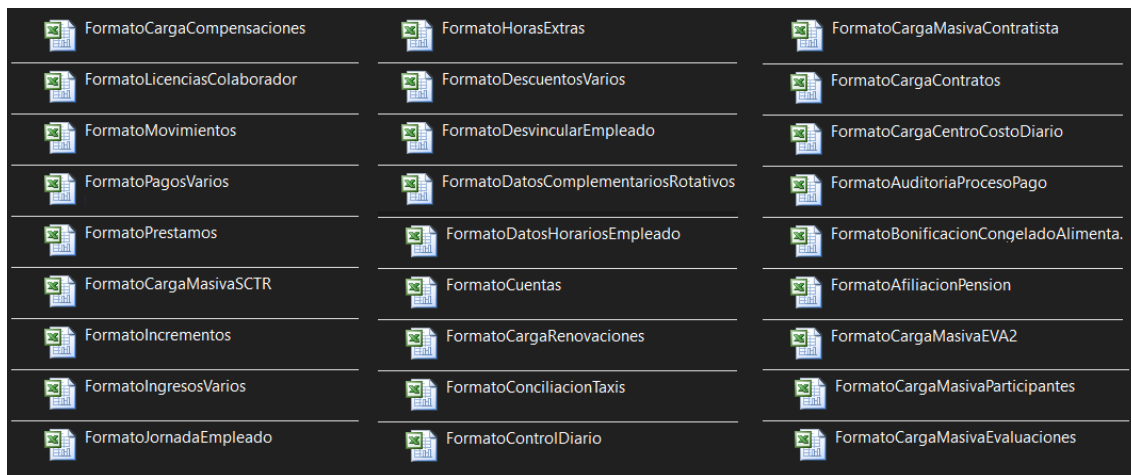 FormatoCargaCompensaciones
FormatoLicenciasColaborador
FormatoMovimientos
FormatoPagosVarios
FormatoPrestamos
FormatoCargaMasivaSCTR
FormatoIncrementos
FormatoIngresosVarios
FormatoJornadaEmpleado
FormatoHorasExtras
FormatoDescuentosVarios
FormatoDesvincularEmpleado
FormatoDatosComplementariosRotativos
FormatoDatosHorariosEmpleado
FormatoCuentas
FormatoCargaRenovaciones
FormatoConciliacionTaxis
FormatoControlDiario
FormatoCargaMasivaContratista
FormatoCargaContratos
FormatoCargaCentroCostoDiario
FormatoAuditoriaProcesoPago
FormatoBonificacionCongeladoAlimenta.
FormatoAfiliacionPension
FormatoCargaMasivaEVA2
FormatoCargaMasivaParticipantes
FormatoCargaMasivaEvaluaciones